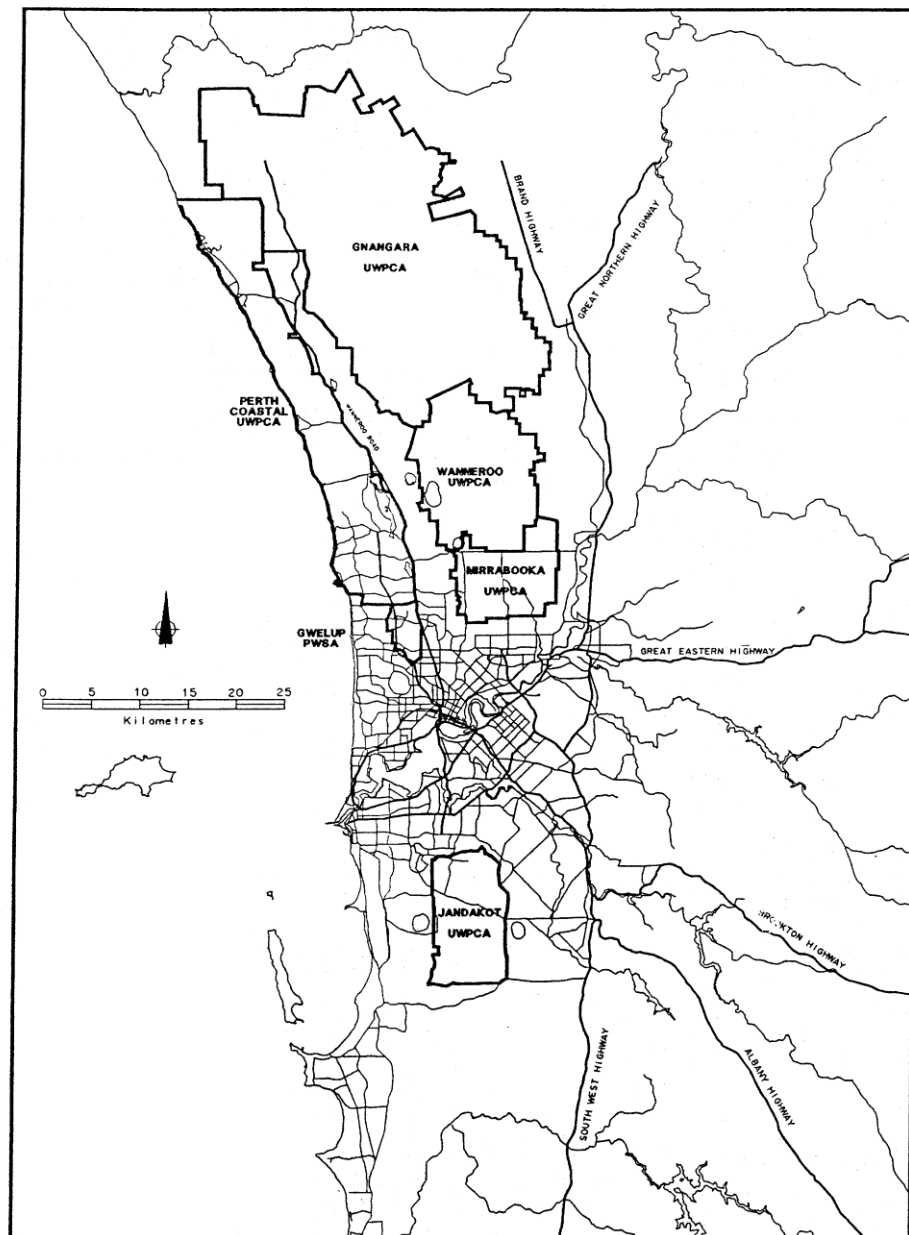 BRAND HIGHWAY
GREAT NORTHERN HIGHWAY
GNANGARA
UWPCA
PERTH
COASTAL
UWPCA
WANNEROO ROAD
WANNEROO
UWPCA
MIRRABOOKA
UWPCA
GWELUP
PWSA
GREAT EASTERN HIGHWAY
0 5 10 15 20 25
Kilometres
JANDAKOT
UWPCA
HIGHWAY
ALBANY HIGHWAY
SOUTH WEST HIGHWAY